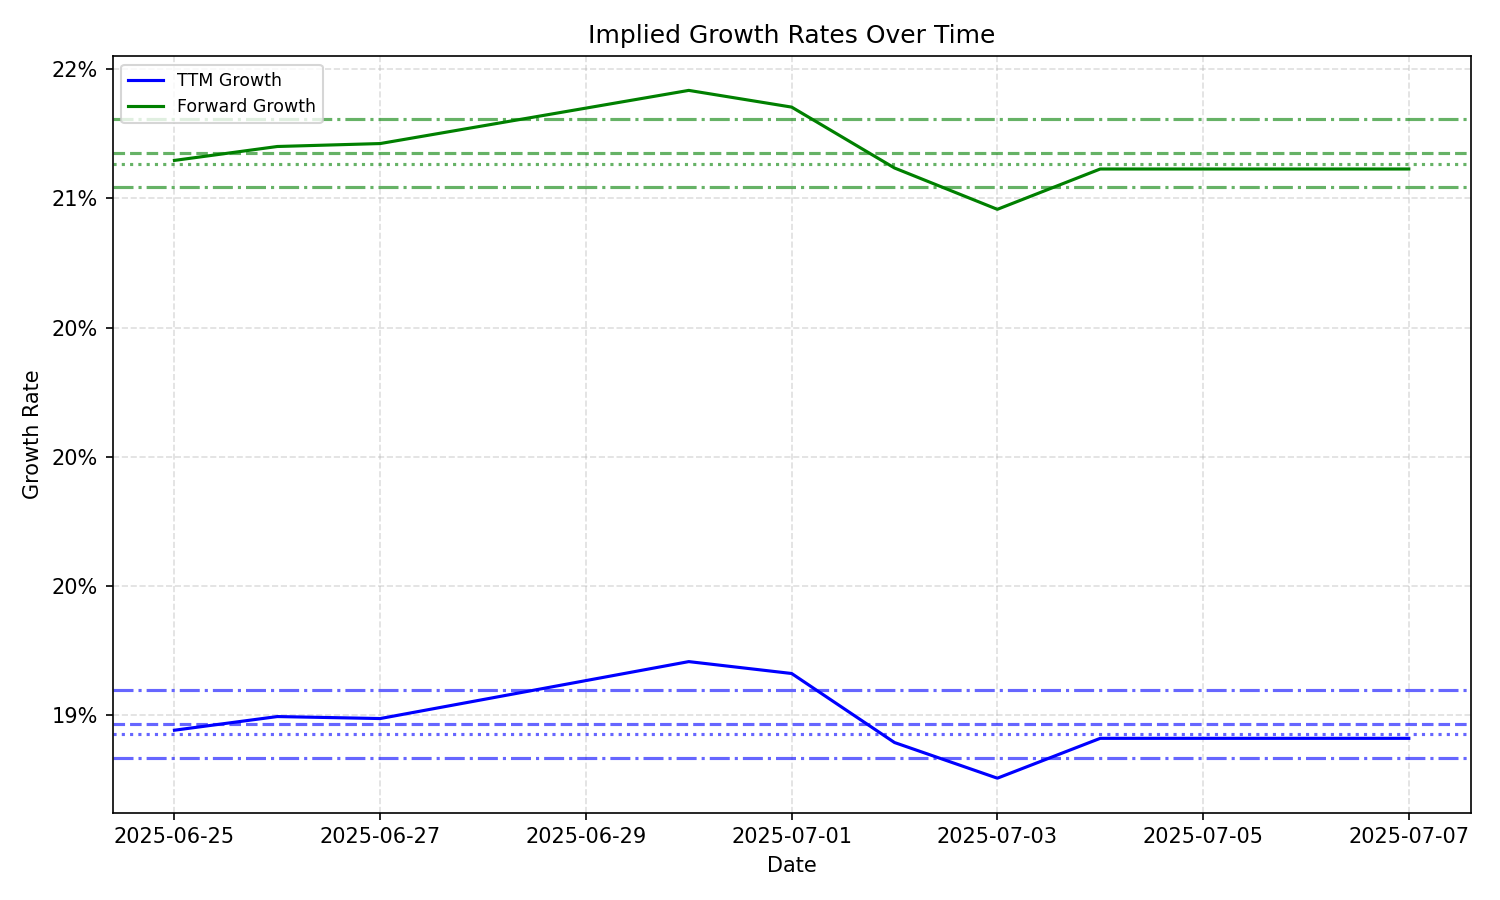 Implied Growth Rates Over Time
TTM Growth
Forward Growth
22%
21%
20%
20%
20%
19%
Growth Rate
2025-06-25
2025-06-27
2025-06-29
2025-07-01
2025-07-03
2025-07-05
2025-07-07
Date